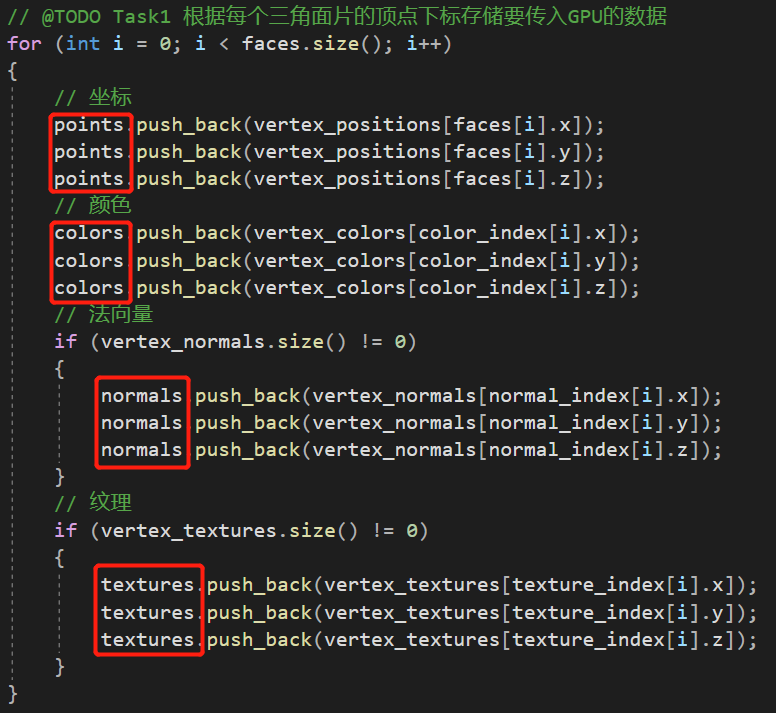 // @TODO Task1 根据每个三角面片的顶点下标存储要传入GPU的数据
for (int i = 0; i < faces.size(); i++)
{
    // 坐标
    points.push_back(vertex_positions[faces[i].x]);
    points.push_back(vertex_positions[faces[i].y]);
    points.push_back(vertex_positions[faces[i].z]);
    // 颜色
    colors.push_back(vertex_colors[color_index[i].x]);
    colors.push_back(vertex_colors[color_index[i].y]);
    colors.push_back(vertex_colors[color_index[i].z]);
    // 法向量
    if (vertex_normals.size() != 0)
    {
        normals.push_back(vertex_normals[normal_index[i].x]);
        normals.push_back(vertex_normals[normal_index[i].y]);
        normals.push_back(vertex_normals[normal_index[i].z]);
    }
    // 纹理
    if (vertex_textures.size() != 0)
    {
        textures.push_back(vertex_textures[texture_index[i].x]);
        textures.push_back(vertex_textures[texture_index[i].y]);
        textures.push_back(vertex_textures[texture_index[i].z]);
    }
}